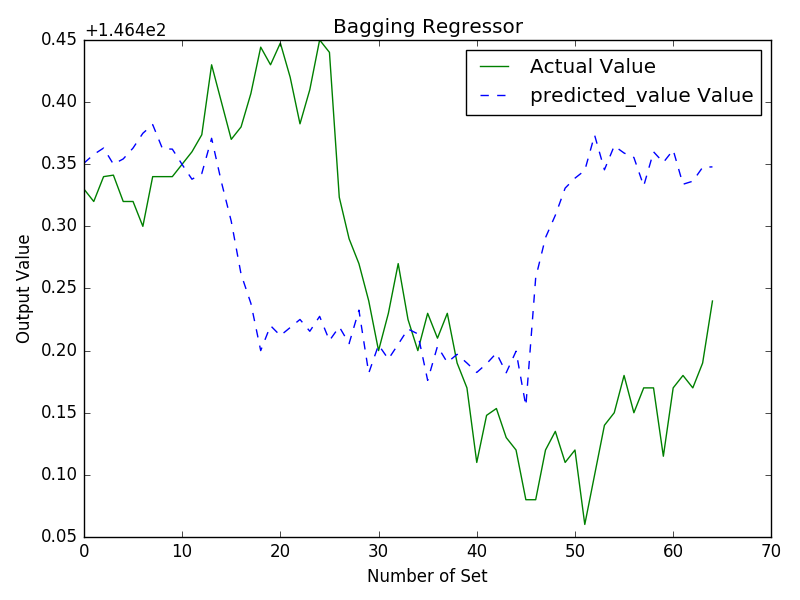 Bagging Regressor
+1.464e2
0.45
0.40
0.35
0.30
0.25
0.20
0.15
0.10
0.05
Output Value
Actual Value
predicted_value Value
0 10 20 30 40 50 60 70
Number of Set